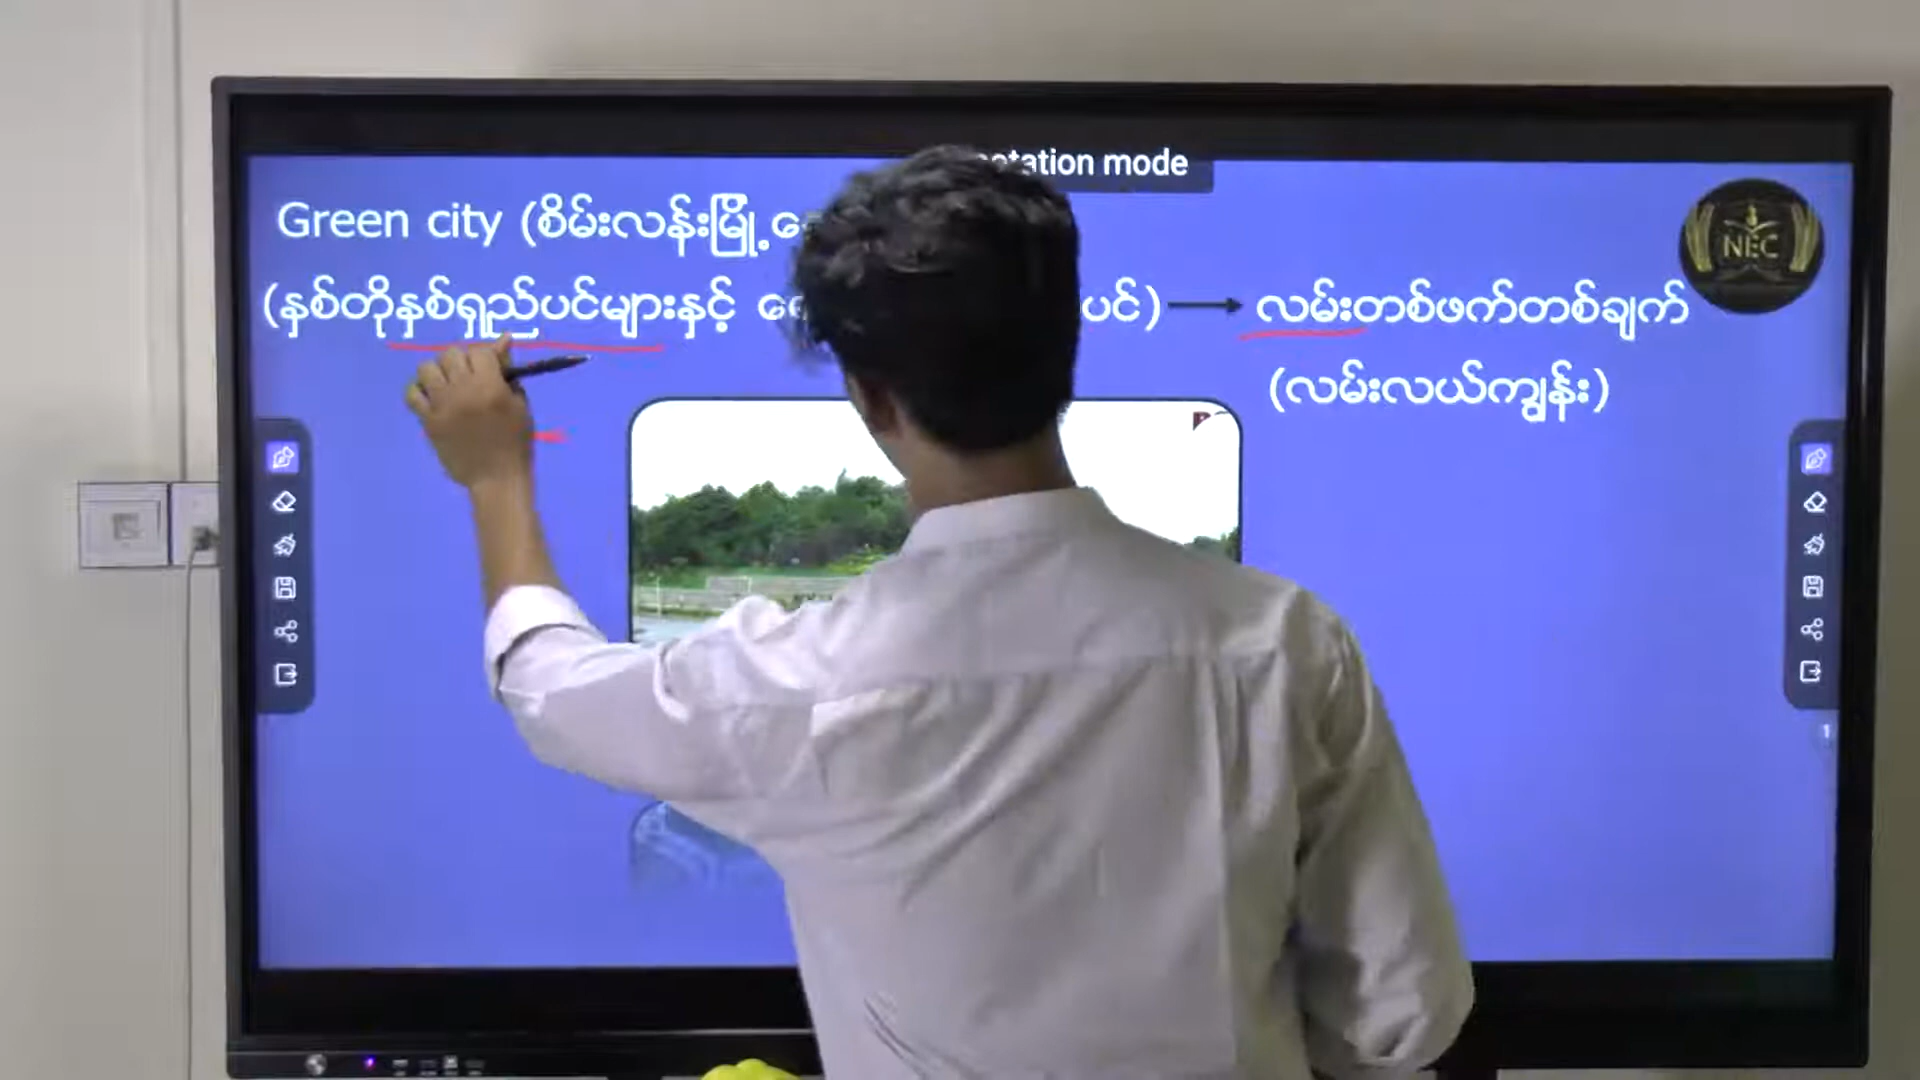 mode
Green city (စိမ်းလန်းမြို့
NEC
(နှစ်တိုနှစ်ရှည်ပင်များနှင့် ပင်) → လမ်းတစ်ဖက်တစ်ချက်
(လမ်းလယ်ကျွန်း)
1